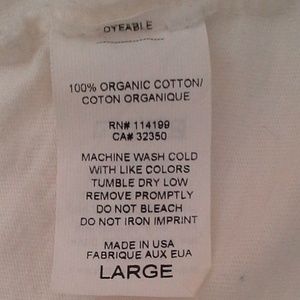 DYEABLE
100% ORGANIC COTTON/
COTON ORGANIQUE
RN# 114199
CA# 32350
MACHINE WASH COLD
WITH LIKE COLORS
TUMBLE DRY LOW
REMOVE PROMPTLY
DO NOT BLEACH
DO NOT IRON IMPRINT
MADE IN USA
FABRIQUE AUX EUA
LARGE